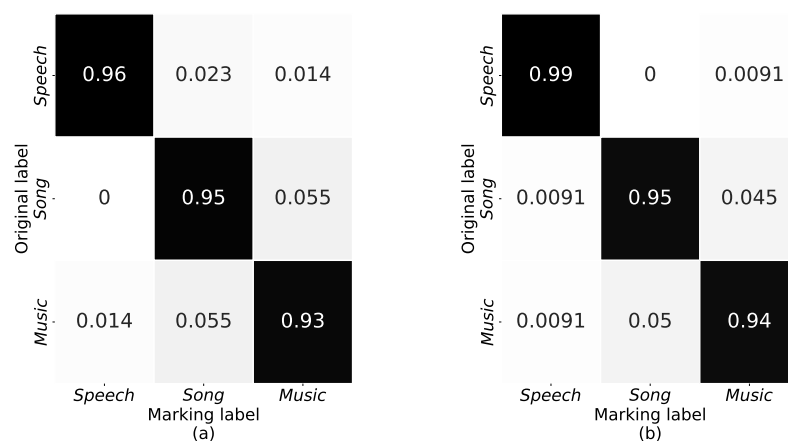 Original label
Speech
0.96 0.023 0.014
Song
0 0.95 0.055
Music
0.014 0.055 0.93
Speech Song Music
Marking label
(a)
Original label
Speech
0.99 0 0.0091
Song
0.0091 0.95 0.045
Music
0.0091 0.05 0.94
Speech Song Music
Marking label
(b)